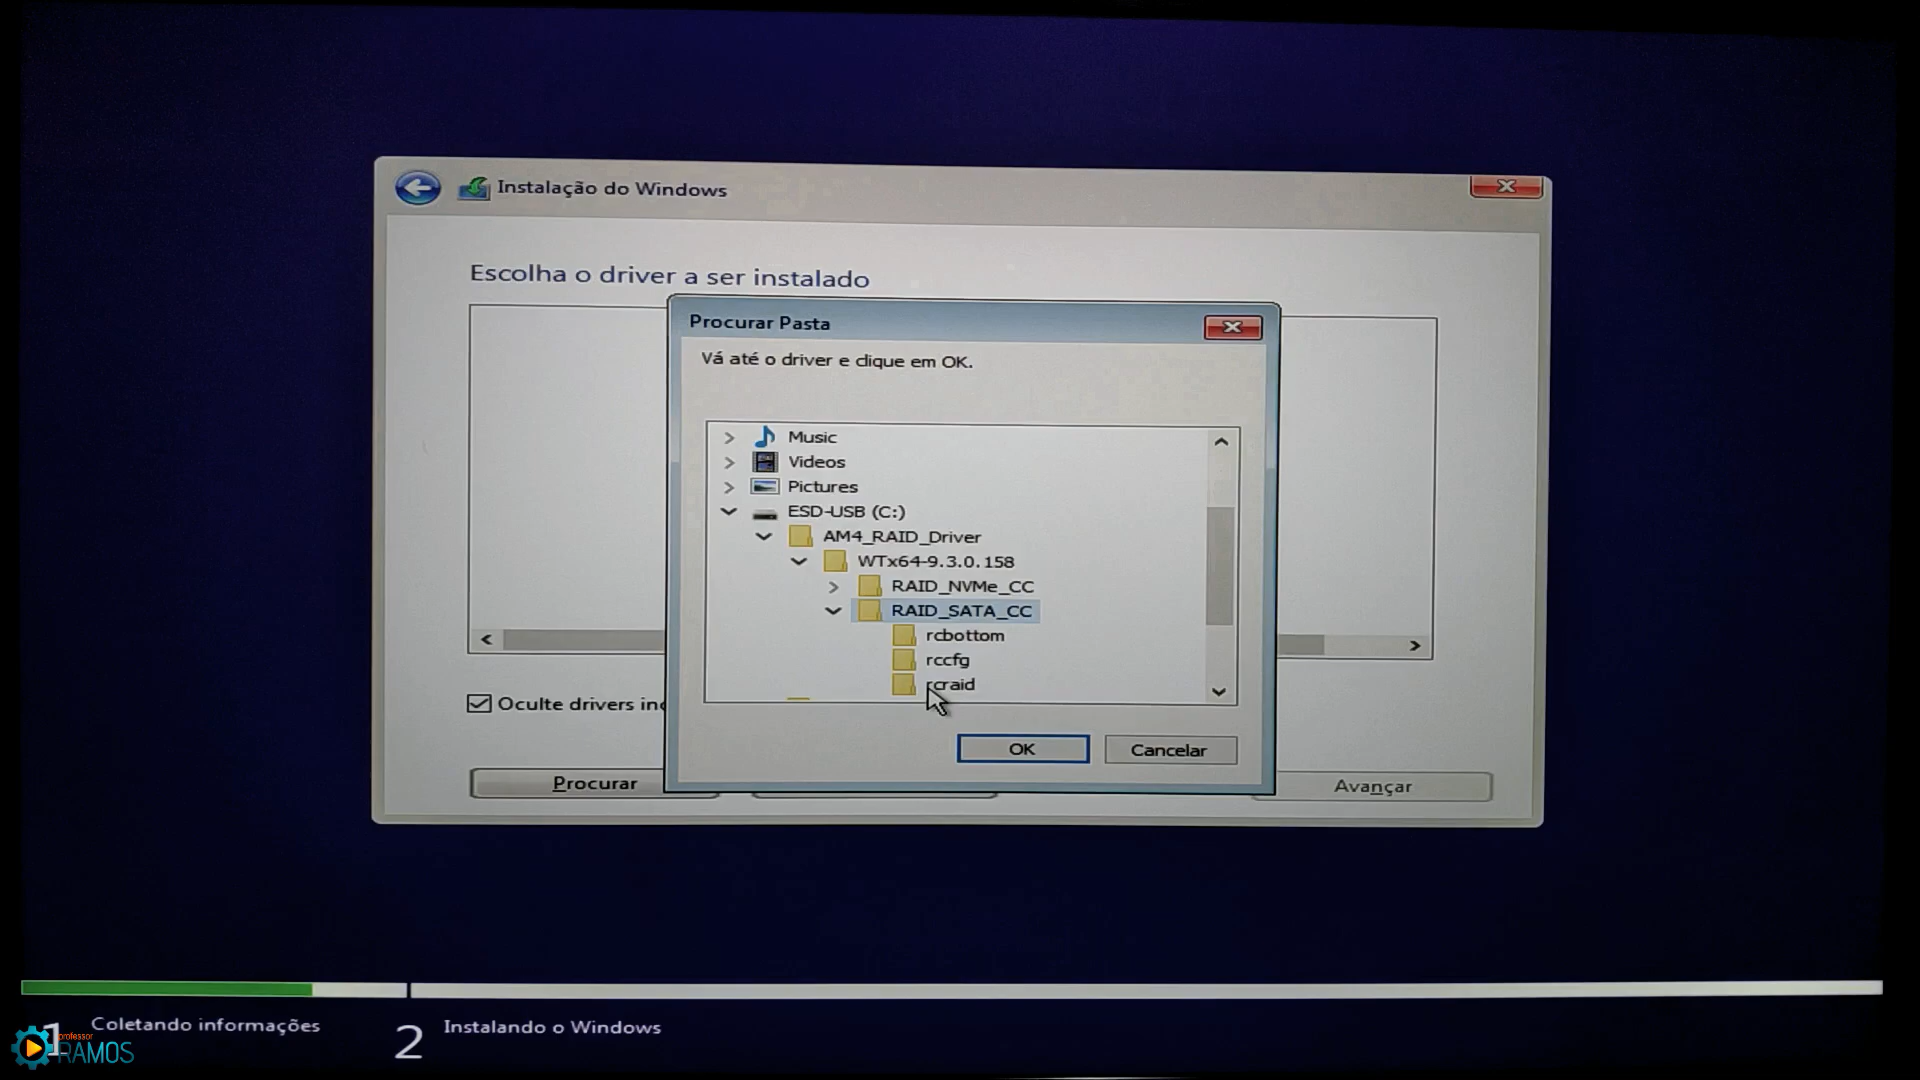 Instalação do Windows
Escolha o driver a ser instalado
Procurar Pasta
Vá até o driver e clique em OK.
Music
Videos
Pictures
ESD-USB (C:)
AM4_RAID_Driver
WTx64-9.3.0.158
RAID_NVMe_CC
RAID_SATA_CC
rcbottom
rccfg
rcraid
Oculte drivers inc
OK
Cancelar
Procurar
Avançar
1 Coletando informações
2 Instalando o Windows
professor
RAMOS